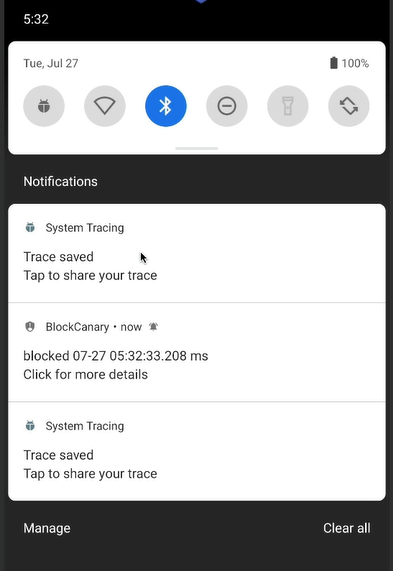 5:32
Tue, Jul 27
100%
Notifications
System Tracing
Trace saved
Tap to share your trace
BlockCanary • now
blocked 07-27 05:32:33.208 ms
Click for more details
System Tracing
Trace saved
Tap to share your trace
Manage
Clear all